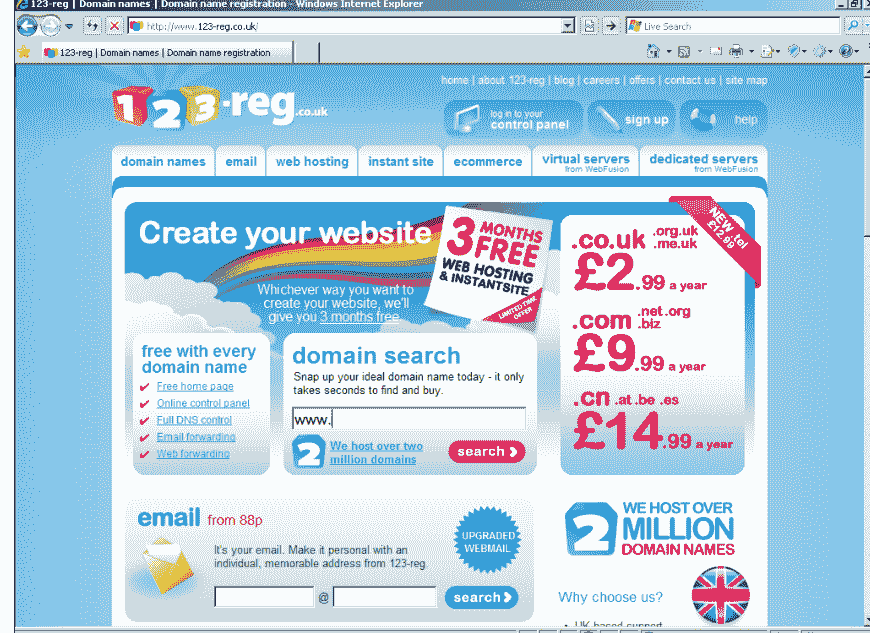 123-reg | Domain names | Domain name registration - Windows Internet Explorer
http://www.123-reg.co.uk/
Live Search
123-reg | Domain names | Domain name registration
home | about 123-reg | blog | careers | offers | contact us | site map
123-reg.co.uk
log in to your
control panel
sign up
help
domain names
email
web hosting
instant site
ecommerce
virtual servers
from WebFusion
dedicated servers
from WebFusion
Create your website
3 MONTHS
FREE
WEB HOSTING
& INSTANTSITE
LIMITED TIME
OFFER
Whichever way you want to
create your website, we'll
give you 3 months free.
NEW .tel
£12.99
.co.uk .org.uk
.me.uk
£2.99 a year
.com .net.org
.biz
£9.99 a year
.cn .at .be .es
£14.99 a year
free with every
domain name
Free home page
Online control panel
Full DNS control
Email forwarding
Web forwarding
domain search
Snap up your ideal domain name today - it only
takes seconds to find and buy.
www.
2
We host over two
million domains
search
email from 88p
It's your email. Make it personal with an
individual, memorable address from 123-reg.
UPGRADED
WEBMAIL
@
search
2
WE HOST OVER
MILLION
DOMAIN NAMES
Why choose us?
UK based support